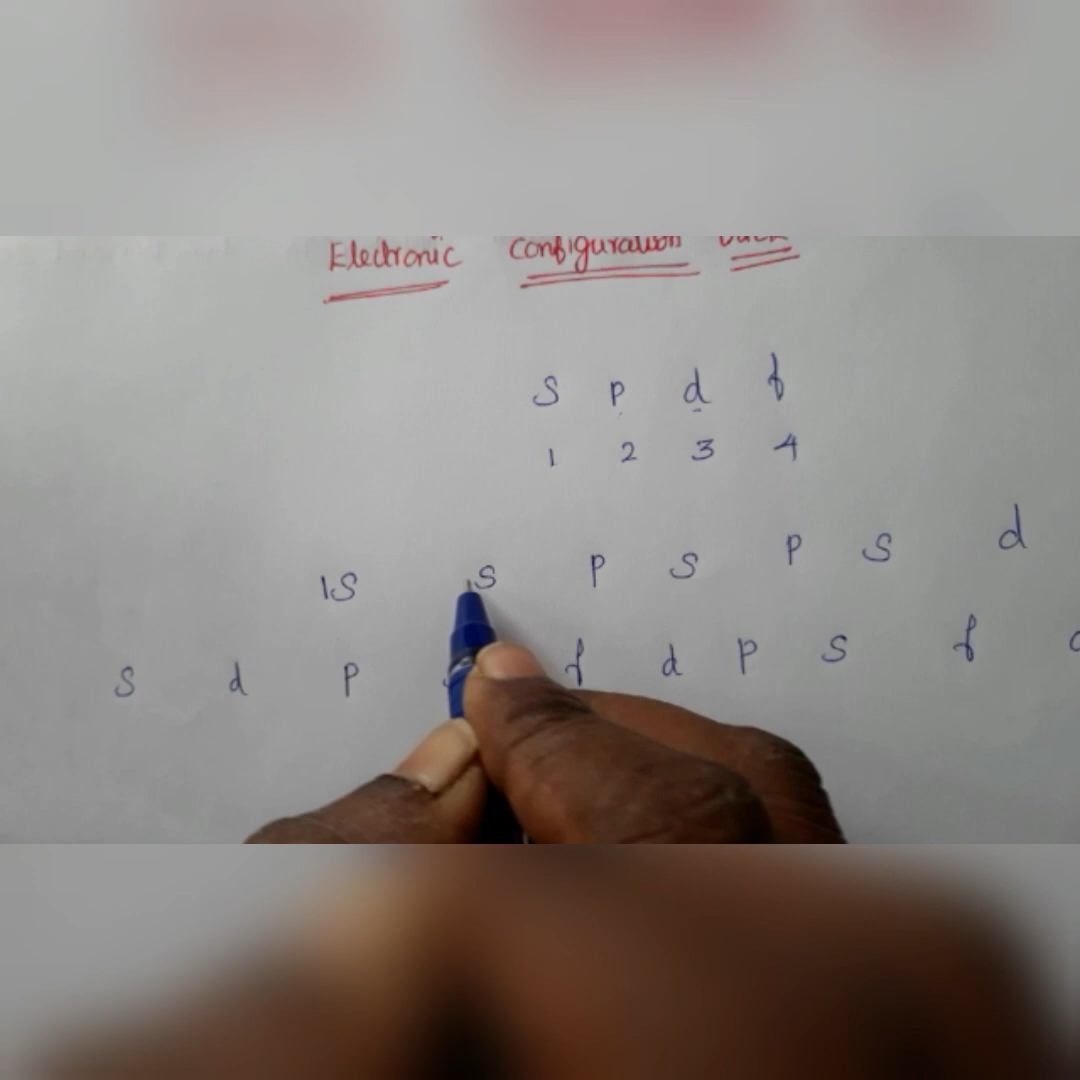 Electronic Configuration
S p d f
1 2 3 4
1S S p S p S d
S d p f d p S f